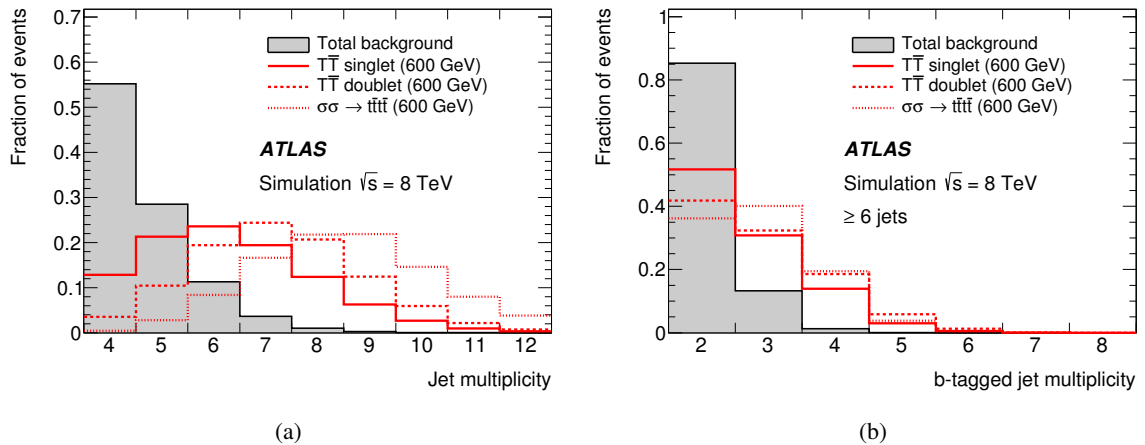 Fraction of events
0.7
0.6
0.5
0.4
0.3
0.2
0.1
0
Total background
TT̅ singlet (600 GeV)
TT̅ doublet (600 GeV)
σσ → tt̅tt̅ (600 GeV)
ATLAS
Simulation √s = 8 TeV
4 5 6 7 8 9 10 11 12
Jet multiplicity
(a)
Fraction of events
1
0.8
0.6
0.4
0.2
0
Total background
TT̅ singlet (600 GeV)
TT̅ doublet (600 GeV)
σσ → tt̅tt̅ (600 GeV)
ATLAS
Simulation √s = 8 TeV
≥ 6 jets
2 3 4 5 6 7 8
b-tagged jet multiplicity
(b)